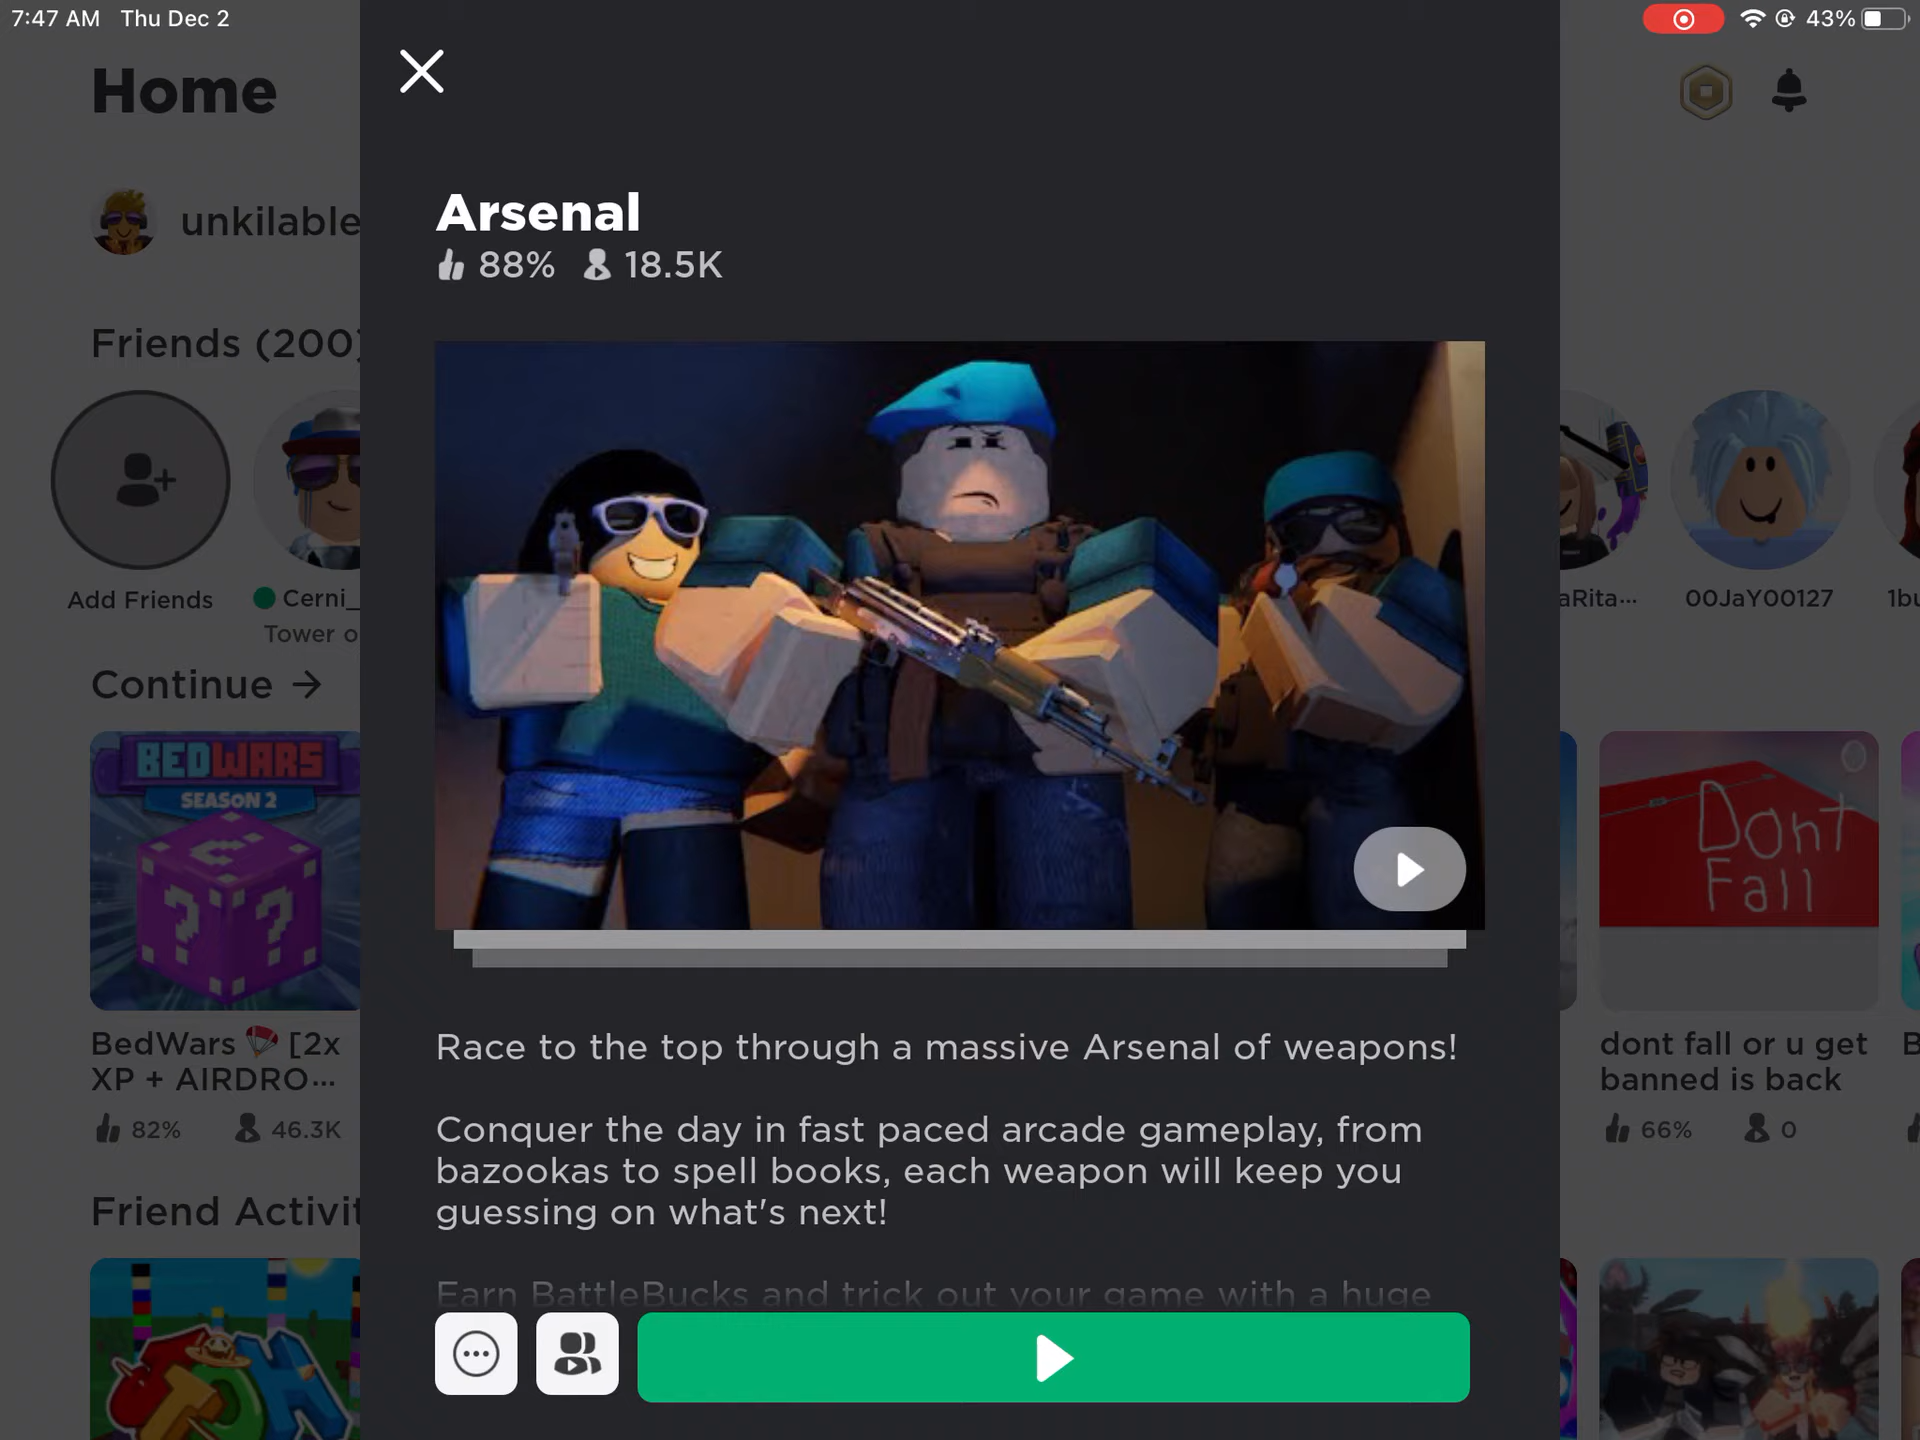 7:47 AM Thu Dec 2
43%
Home
unkilable
Friends (200)
Add Friends
Cerni_
Tower o
aRita...
00JaY00127
1bu
Continue →
BEDWARS
SEASON 2
BedWars [2x
XP + AIRDRO...
82% 46.3K
Dont
Fall
dont fall or u get
banned is back
66% 0
B
Friend Activit
TOH
Arsenal
88% 18.5K
Race to the top through a massive Arsenal of weapons!
Conquer the day in fast paced arcade gameplay, from
bazookas to spell books, each weapon will keep you
guessing on what's next!
Earn BattleBucks and trick out your game with a huge